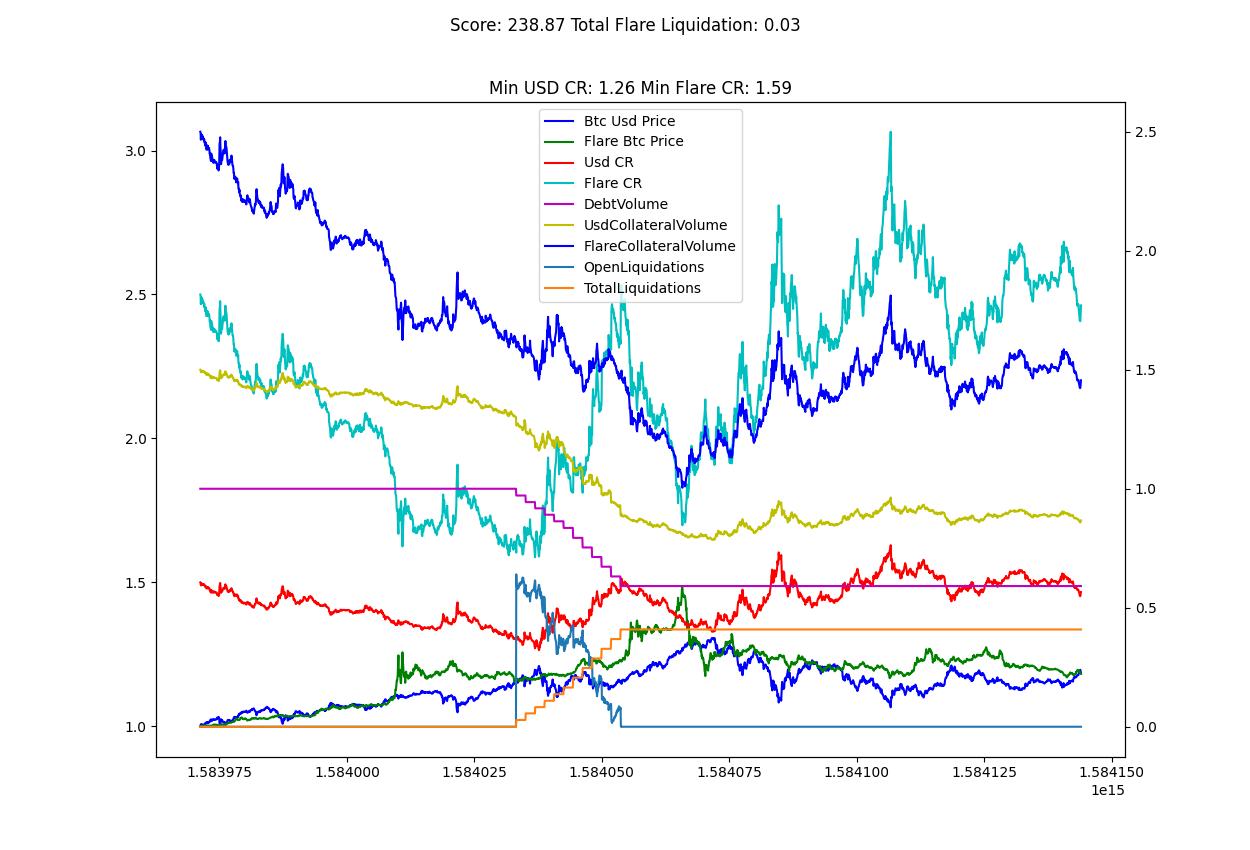 Score: 238.87 Total Flare Liquidation: 0.03
Min USD CR: 1.26 Min Flare CR: 1.59
Btc Usd Price
Flare Btc Price
Usd CR
Flare CR
DebtVolume
UsdCollateralVolume
FlareCollateralVolume
OpenLiquidations
TotalLiquidations
3.0
2.5
2.0
1.5
1.0
2.5
2.0
1.5
1.0
0.5
0.0
1.583975 1.584000 1.584025 1.584050 1.584075 1.584100 1.584125 1.584150
1e15